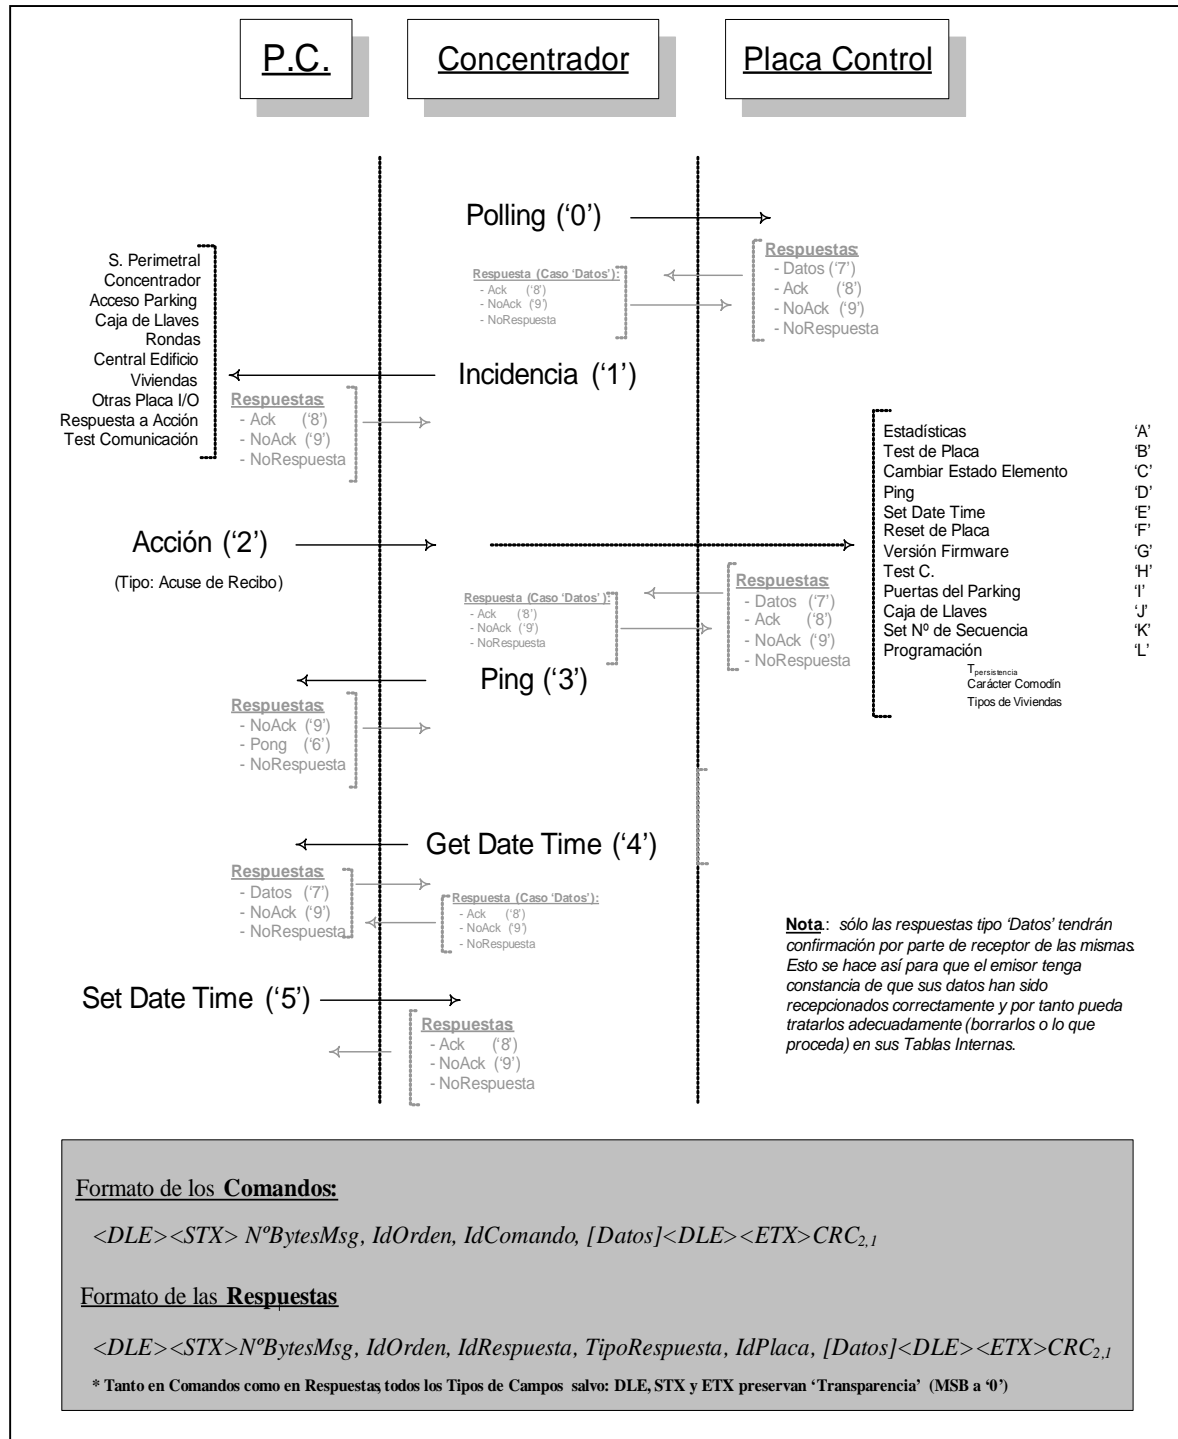 P.C.
Concentrador
Placa Control
Polling (‘0’)
Respuesta (Caso ‘Datos’):
- Ack (‘8’)
- NoAck (‘9’)
- NoRespuesta
Respuestas:
- Datos (‘7’)
- Ack (‘8’)
- NoAck (‘9’)
- NoRespuesta
S. Perimetral
Concentrador
Acceso Parking
Caja de Llaves
Rondas
Central Edificio
Viviendas
Otras Placa I/O
Respuesta a Acción
Test Comunicación
Incidencia (‘1’)
Respuestas:
- Ack (‘8’)
- NoAck (‘9’)
- NoRespuesta
Estadísticas ‘A’
Test de Placa ‘B’
Cambiar Estado Elemento ‘C’
Ping ‘D’
Set Date Time ‘E’
Reset de Placa ‘F’
Versión Firmware ‘G’
Test C. ‘H’
Puertas del Parking ‘I’
Caja de Llaves ‘J’
Set Nº de Secuencia ‘K’
Programación ‘L’
Tpersistencia
Carácter Comodín
Tipos de Viviendas
Acción (‘2’)
(Tipo: Acuse de Recibo)
Respuesta (Caso ‘Datos’):
- Ack (‘8’)
- NoAck (‘9’)
- NoRespuesta
Respuestas:
- Datos (‘7’)
- Ack (‘8’)
- NoAck (‘9’)
- NoRespuesta
Ping (‘3’)
Respuestas:
- NoAck (‘9’)
- Pong (‘6’)
- NoRespuesta
Get Date Time (‘4’)
Respuestas:
- Datos (‘7’)
- NoAck (‘9’)
- NoRespuesta
Respuesta (Caso ‘Datos’):
- Ack (‘8’)
- NoAck (‘9’)
- NoRespuesta
Nota: sólo las respuestas tipo ‘Datos’ tendrán
confirmación por parte de receptor de las mismas.
Esto se hace así para que el emisor tenga
constancia de que sus datos han sido
recepcionados correctamente y por tanto pueda
tratarlos adecuadamente (borrarlos o lo que
proceda) en sus Tablas Internas.
Set Date Time (‘5’)
Respuestas
- Ack (‘8’)
- NoAck (‘9’)
- NoRespuesta
Formato de los Comandos:
<DLE><STX> NºBytesMsg, IdOrden, IdComando, [Datos]<DLE><ETX>CRC2,1
Formato de las Respuestas
<DLE><STX>NºBytesMsg, IdOrden, IdRespuesta, TipoRespuesta, IdPlaca, [Datos]<DLE><ETX>CRC2,1
* Tanto en Comandos como en Respuestas, todos los Tipos de Campos salvo: DLE, STX y ETX preservan ‘Transparencia’ (MSB a ‘0’)